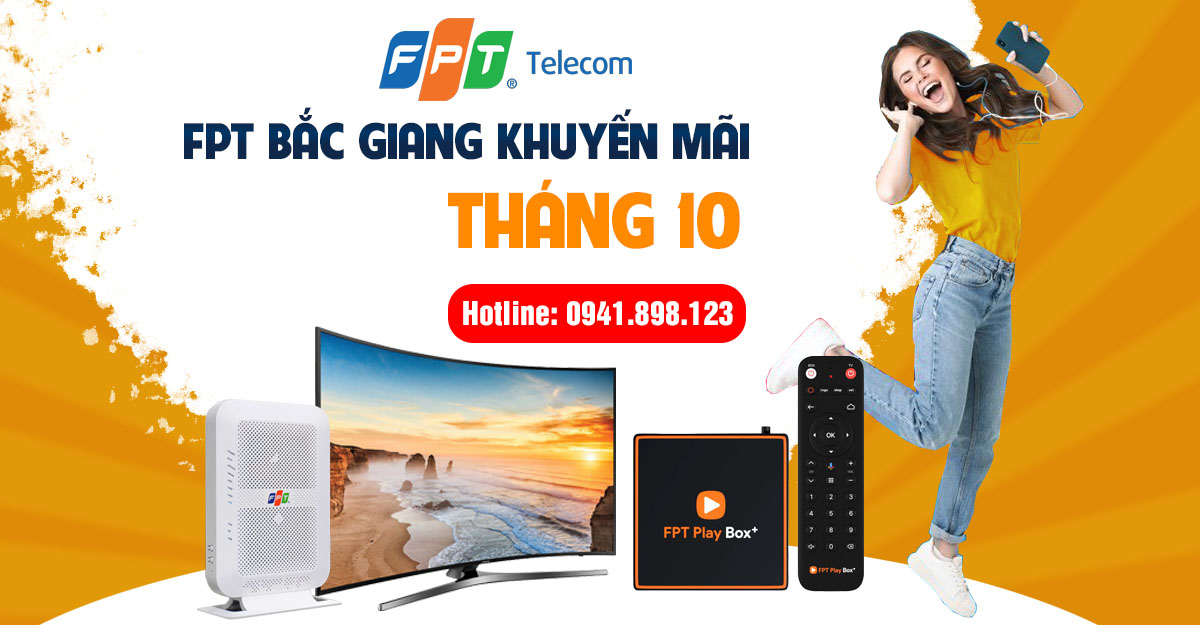 FPT® Telecom
FPT BẮC GIANG KHUYẾN MÃI
THÁNG 10
Hotline: 0941.898.123
FPT
FPT Play Box+
OK
1 2 3
4 5 6
7 8 9
0
FPT Play Box+